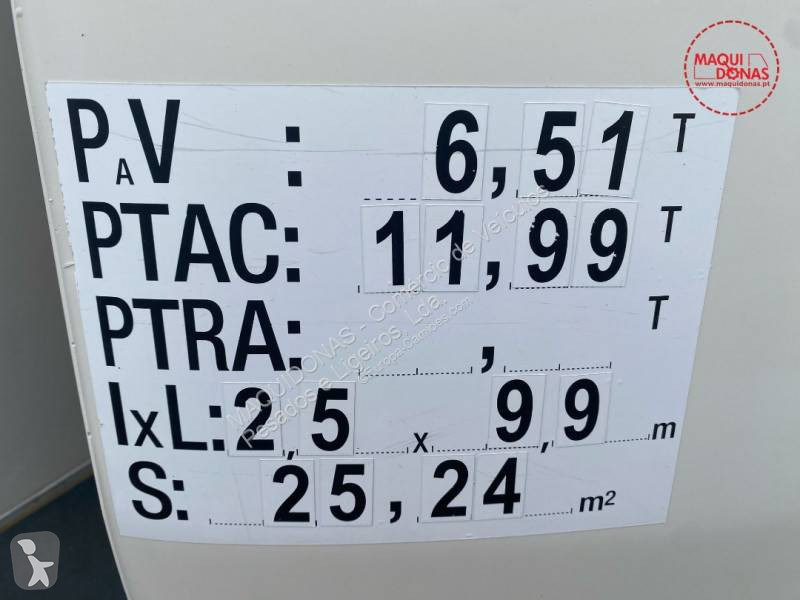 MAQUI
DONAS
www.maquidonas.pt
PAV : 6,51 T
PTAC: 11,99 T
PTRA: , T
lxL: 2,5 x 9,9 m
S: 25,24 m2
MAQUIDONAS - Comércio de veículos
Pesados e Ligeiros, Lda..